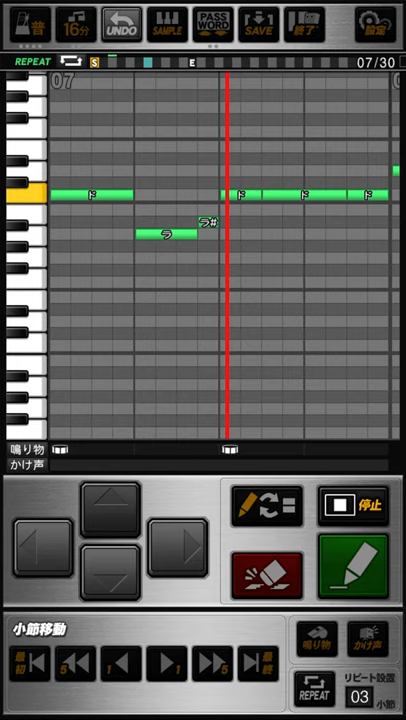 普 16分 UNDO SAMPLE PASS WORD SAVE 終了 設定
REPEAT S E 07/30
07
ド ド ド ド
ラ#
ラ
鳴り物
かけ声
停止
小節移動
最初 5 1 1 5 最終
鳴り物 かけ声
リピート設置
REPEAT 03 小節